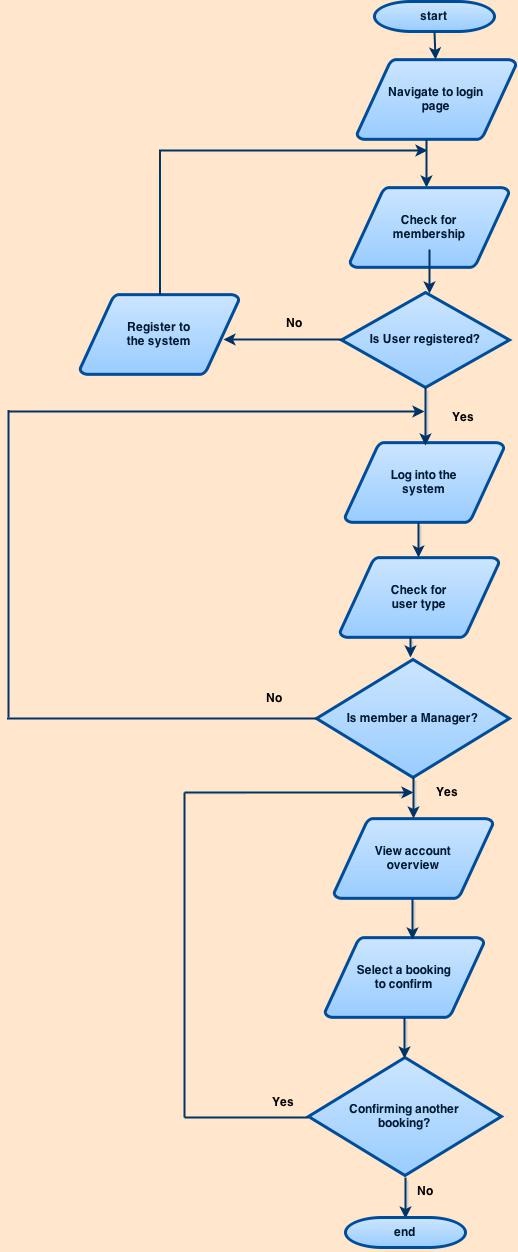 start
Navigate to login
page
Check for
membership
Is User registered?
No
Register to
the system
Yes
Log into the
system
Check for
user type
Is member a Manager?
No
Yes
View account
overview
Select a booking
to confirm
Confirming another
booking?
Yes
No
end